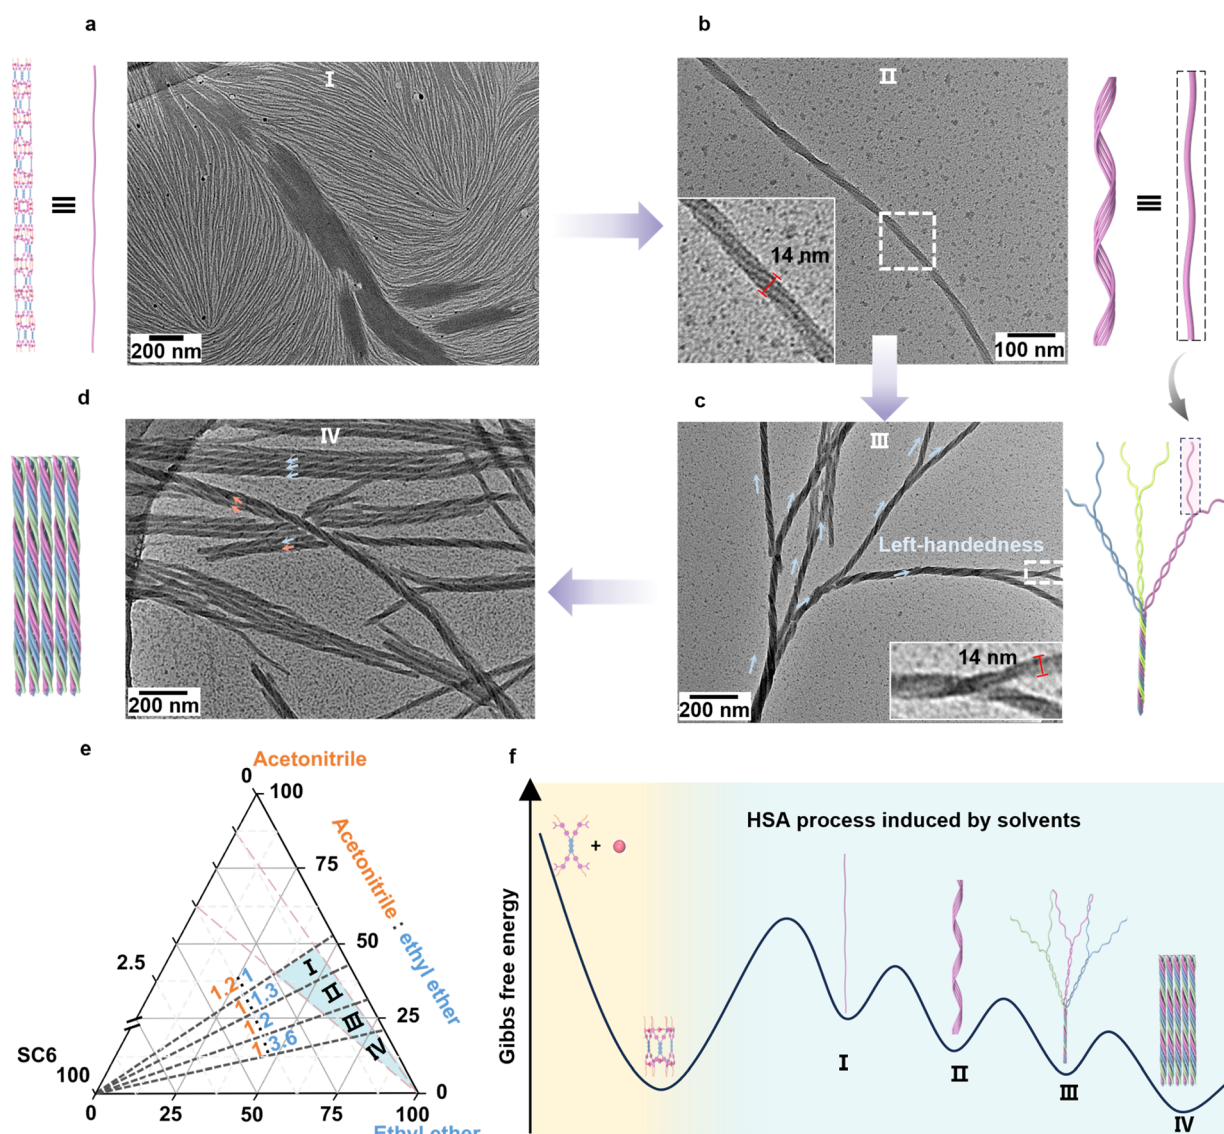 a
I
200 nm
b
II
14 nm
100 nm
d
IV
200 nm
c
III
Left-handedness
14 nm
200 nm
e
Acetonitrile
0
100
75
50
25
0
Acetonitrile : ethyl ether
2.5
SC6
100
1.2:1
1:1.3
1:2
1:3.6
I
II
III
IV
0
25
50
75
100
Ethyl ether
f
HSA process induced by solvents
Gibbs free energy
+
I
II
III
IV